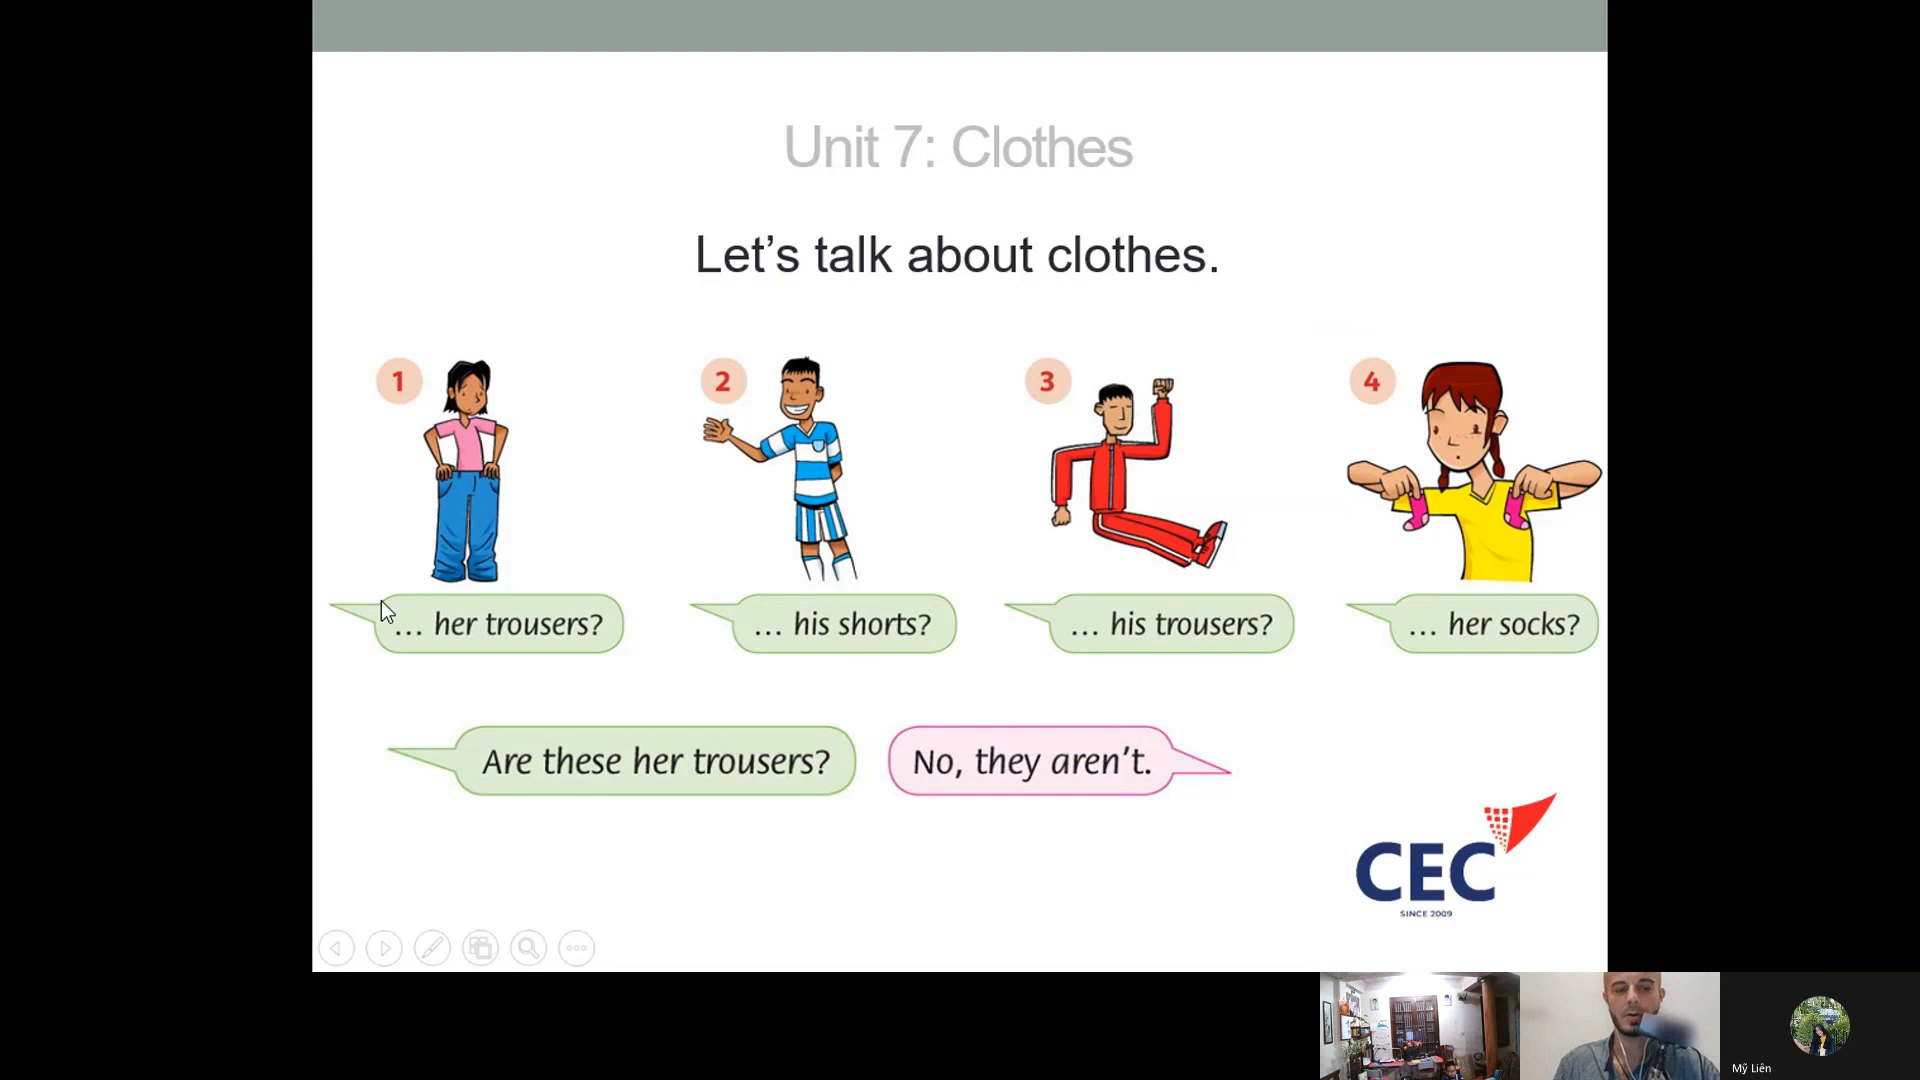 Unit 7: Clothes
Let’s talk about clothes.
1
2
3
4
... her trousers?
... his shorts?
... his trousers?
... her socks?
Are these her trousers?
No, they aren’t.
CEC
SINCE 2009
Mỹ Liên